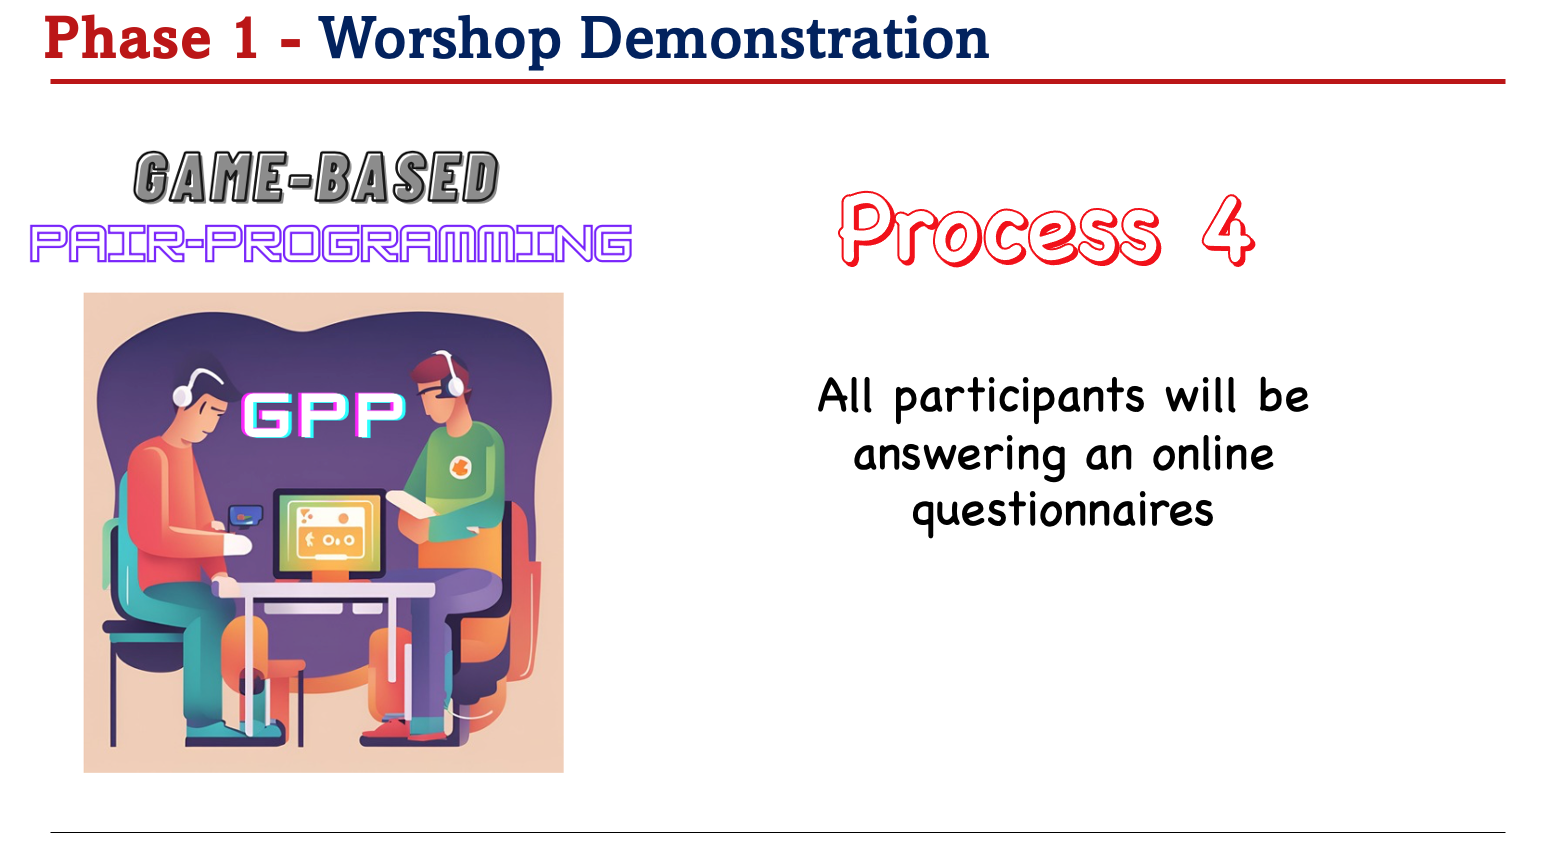 Phase 1 - Worshop Demonstration
GAME-BASED
PAIR-PROGRAMMING
GPP
Process 4
All participants will be
answering an online
questionnaires